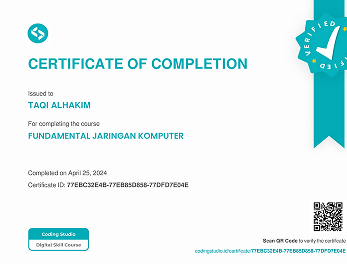 VERIFIED
VERIFIED
CERTIFICATE OF COMPLETION
Issued to
TAQI ALHAKIM
For completing the course
FUNDAMENTAL JARINGAN KOMPUTER
Completed on April 25, 2024
Certificate ID: 77EBC32E4B-77EB85D858-77DFD7E04E
Coding Studio
Digital Skill Course
Scan QR Code to verify the certificate
codingstudio.id/certificate/77EBC32E4B-77EB85D858-77DFD7E04E